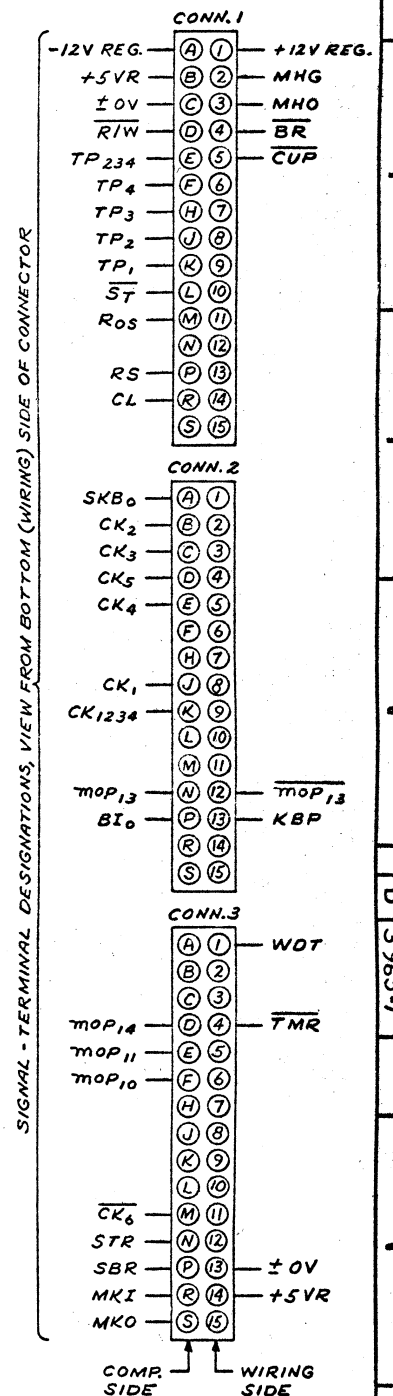 CONN. 1
-12V REG. A 1 +12V REG.
+5VR B 2 MHG
±0V C 3 MHO
R/W D 4 BR
TP234 E 5 CUP
TP4 F 6
TP3 H 7
TP2 J 8
TP1 K 9
ST L 10
ROS M 11
N 12
RS P 13
CL R 14
S 15
CONN. 2
SKB0 A 1
CK2 B 2
CK3 C 3
CK5 D 4
CK4 E 5
F 6
H 7
CK1 J 8
CK1234 K 9
L 10
M 11
mOP13 N 12 mOP13
BI0 P 13 KBP
R 14
S 15
CONN. 3
A 1 WDT
B 2
C 3
mOP14 D 4 TMR
mOP11 E 5
mOP10 F 6
H 7
J 8
K 9
L 10
CK6 M 11
STR N 12
SBR P 13 ±0V
MKI R 14 +5VR
MKO S 15
COMP. SIDE
WIRING SIDE
SIGNAL-TERMINAL DESIGNATIONS, VIEW FROM BOTTOM (WIRING) SIDE OF CONNECTOR